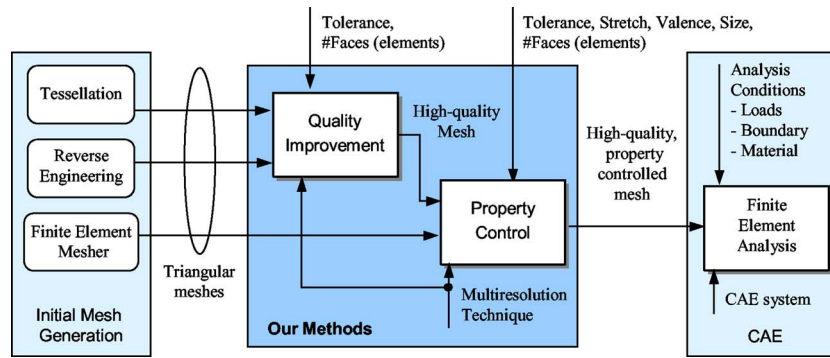 Tolerance,
#Faces (elements)
Tolerance, Stretch, Valence, Size,
#Faces (elements)
Tessellation
Reverse
Engineering
Finite Element
Mesher
Initial Mesh
Generation
Triangular
meshes
Quality
Improvement
High-quality
Mesh
Property
Control
Multiresolution
Technique
Our Methods
High-quality,
property
controlled
mesh
Analysis
Conditions
- Loads
- Boundary
- Material
Finite
Element
Analysis
CAE system
CAE